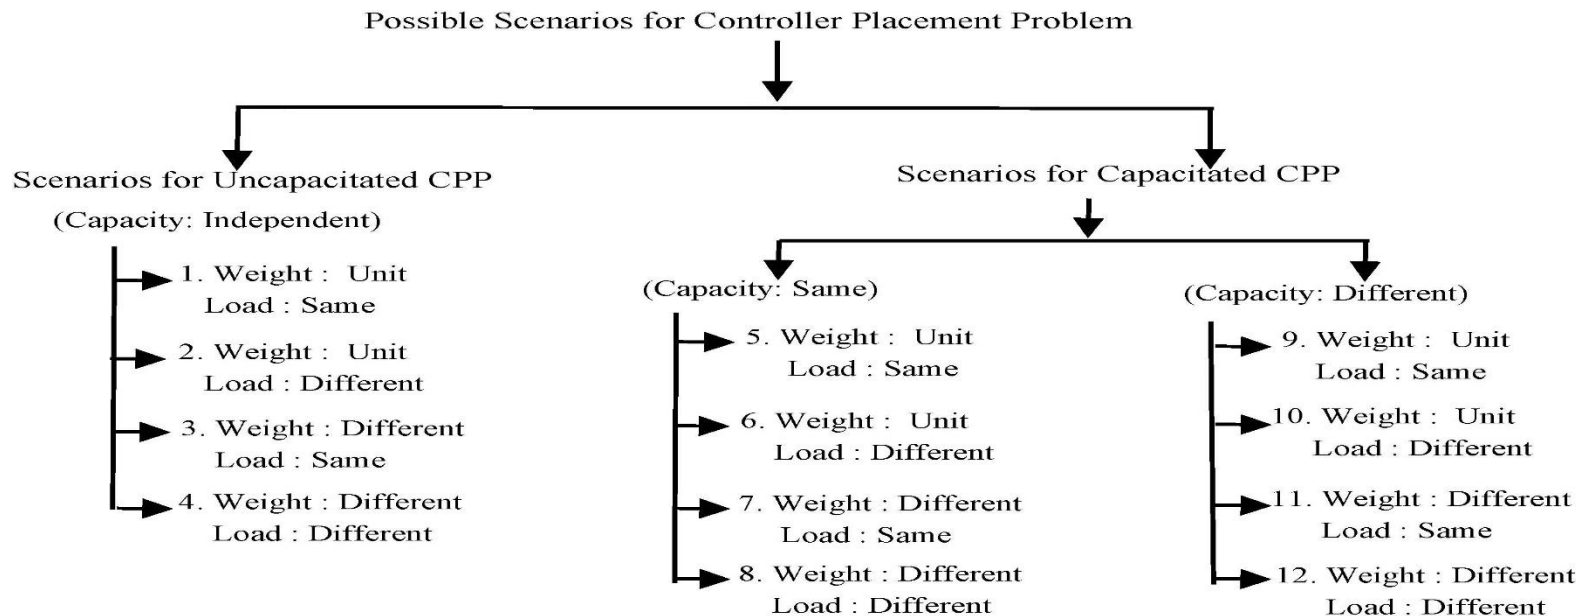 Possible Scenarios for Controller Placement Problem
Scenarios for Uncapacitated CPP
(Capacity: Independent)
1. Weight : Unit
Load : Same
2. Weight : Unit
Load : Different
3. Weight : Different
Load : Same
4. Weight : Different
Load : Different
Scenarios for Capacitated CPP
(Capacity: Same)
5. Weight : Unit
Load : Same
6. Weight : Unit
Load : Different
7. Weight : Different
Load : Same
8. Weight : Different
Load : Different
(Capacity: Different)
9. Weight : Unit
Load : Same
10. Weight : Unit
Load : Different
11. Weight : Different
Load : Same
12. Weight : Different
Load : Different